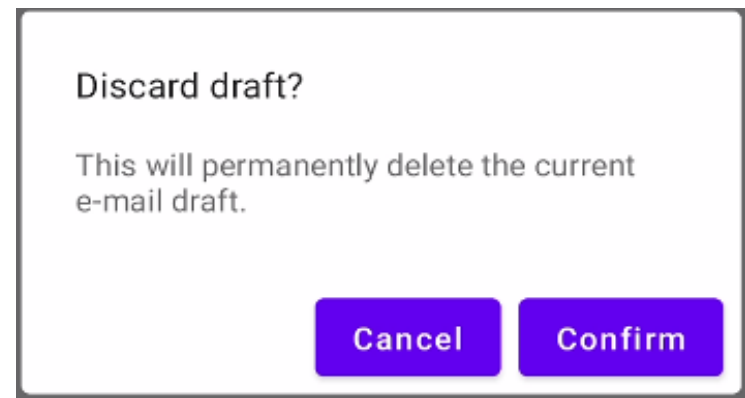 Discard draft?
This will permanently delete the current
e-mail draft.
Cancel Confirm